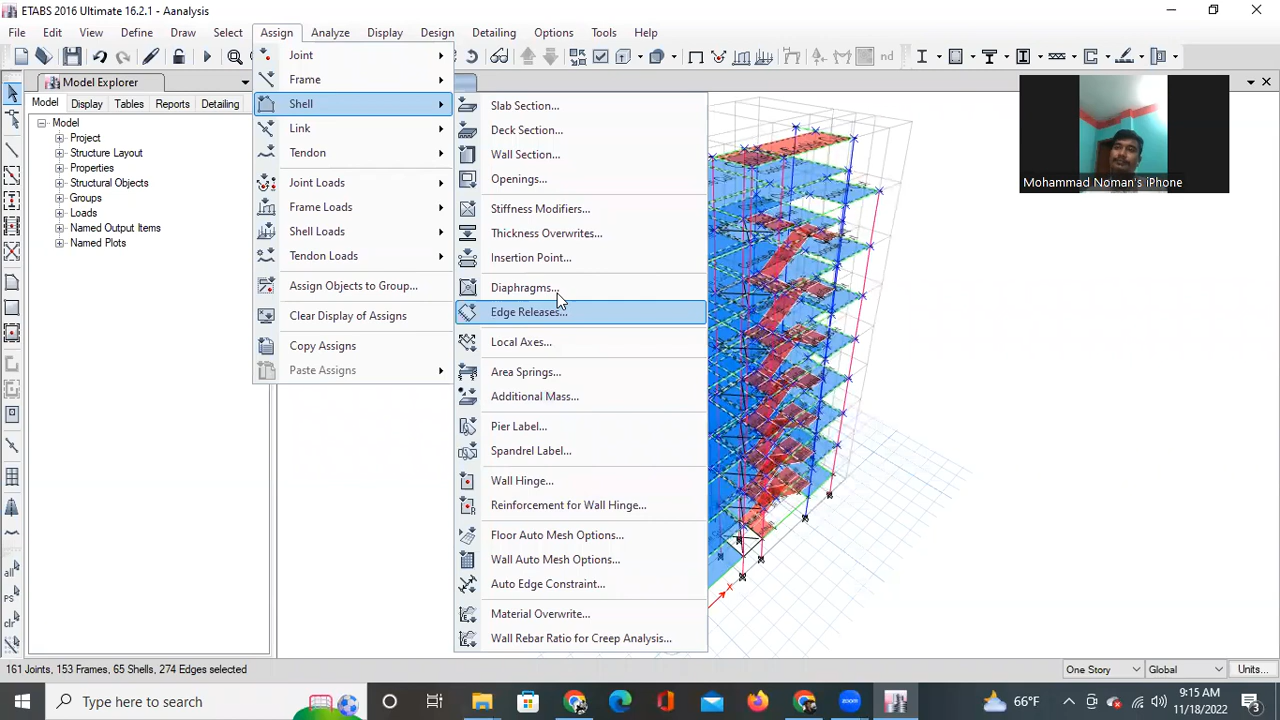 ETABS 2016 Ultimate 16.2.1 - Aanalysis
File Edit View Define Draw Select Assign Analyze Display Design Detailing Options Tools Help
nd
Model Explorer
Model Display Tables Reports Detailing
Model
Project
Structure Layout
Properties
Structural Objects
Groups
Loads
Named Output Items
Named Plots
Joint
Frame
Shell
Link
Tendon
Joint Loads
Frame Loads
Shell Loads
Tendon Loads
Assign Objects to Group...
Clear Display of Assigns
Copy Assigns
Paste Assigns
Slab Section...
Deck Section...
Wall Section...
Openings...
Stiffness Modifiers...
Thickness Overwrites...
Insertion Point...
Diaphragms...
Edge Releases...
Local Axes...
Area Springs...
Additional Mass...
Pier Label...
Spandrel Label...
Wall Hinge...
Reinforcement for Wall Hinge...
Floor Auto Mesh Options...
Wall Auto Mesh Options...
Auto Edge Constraint...
Material Overwrite...
Wall Rebar Ratio for Creep Analysis...
Mohammad Noman's iPhone
X
all
PS
clr
161 Joints, 153 Frames, 65 Shells, 274 Edges selected
One Story Global Units...
Type here to search
66°F
9:15 AM
11/18/2022
3